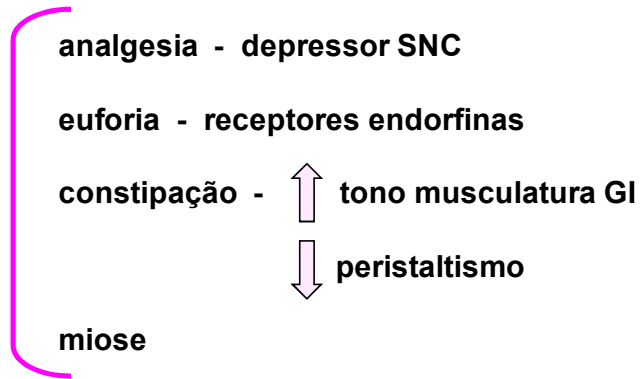 analgesia - depressor SNC
euforia - receptores endorfinas
constipação - tono musculatura GI
peristaltismo
miose